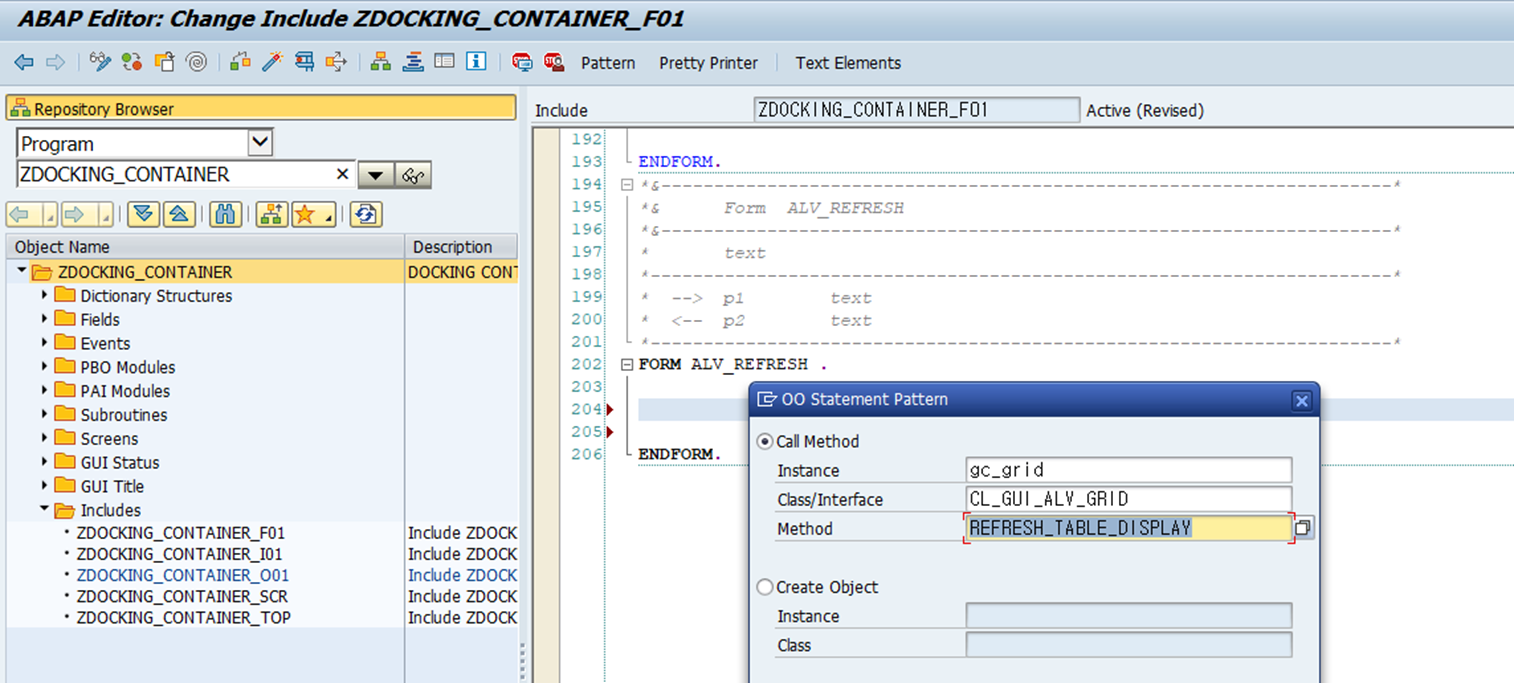 ABAP Editor: Change Include ZDOCKING_CONTAINER_F01
Pattern Pretty Printer Text Elements
Repository Browser
Program
ZDOCKING_CONTAINER
Object Name Description
ZDOCKING_CONTAINER DOCKING CONT
Dictionary Structures
Fields
Events
PBO Modules
PAI Modules
Subroutines
Screens
GUI Status
GUI Title
Includes
ZDOCKING_CONTAINER_F01 Include ZDOCK
ZDOCKING_CONTAINER_I01 Include ZDOCK
ZDOCKING_CONTAINER_O01 Include ZDOCK
ZDOCKING_CONTAINER_SCR Include ZDOCK
ZDOCKING_CONTAINER_TOP Include ZDOCK
Include ZDOCKING_CONTAINER_F01 Active (Revised)
192
193 ENDFORM.
194 *&---------------------------------------------------------------------*
195 *& Form ALV_REFRESH
196 *&---------------------------------------------------------------------*
197 * text
198 *----------------------------------------------------------------------*
199 * --> p1 text
200 * <-- p2 text
201 *----------------------------------------------------------------------*
202 FORM ALV_REFRESH .
203
204
205
206 ENDFORM.
OO Statement Pattern
Call Method
Instance gc_grid
Class/Interface CL_GUI_ALV_GRID
Method REFRESH_TABLE_DISPLAY
Create Object
Instance
Class